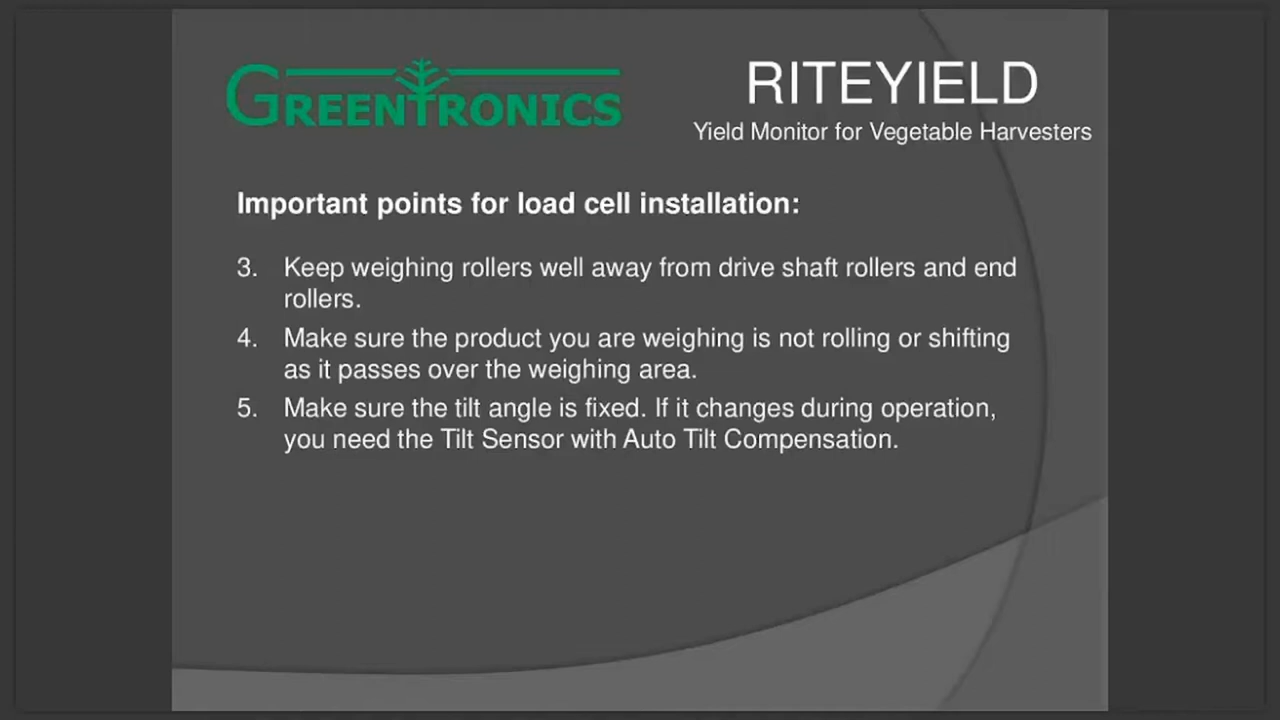 GREENTRONICS
RITEYIELD
Yield Monitor for Vegetable Harvesters
Important points for load cell installation:
3. Keep weighing rollers well away from drive shaft rollers and end
rollers.
4. Make sure the product you are weighing is not rolling or shifting
as it passes over the weighing area.
5. Make sure the tilt angle is fixed. If it changes during operation,
you need the Tilt Sensor with Auto Tilt Compensation.